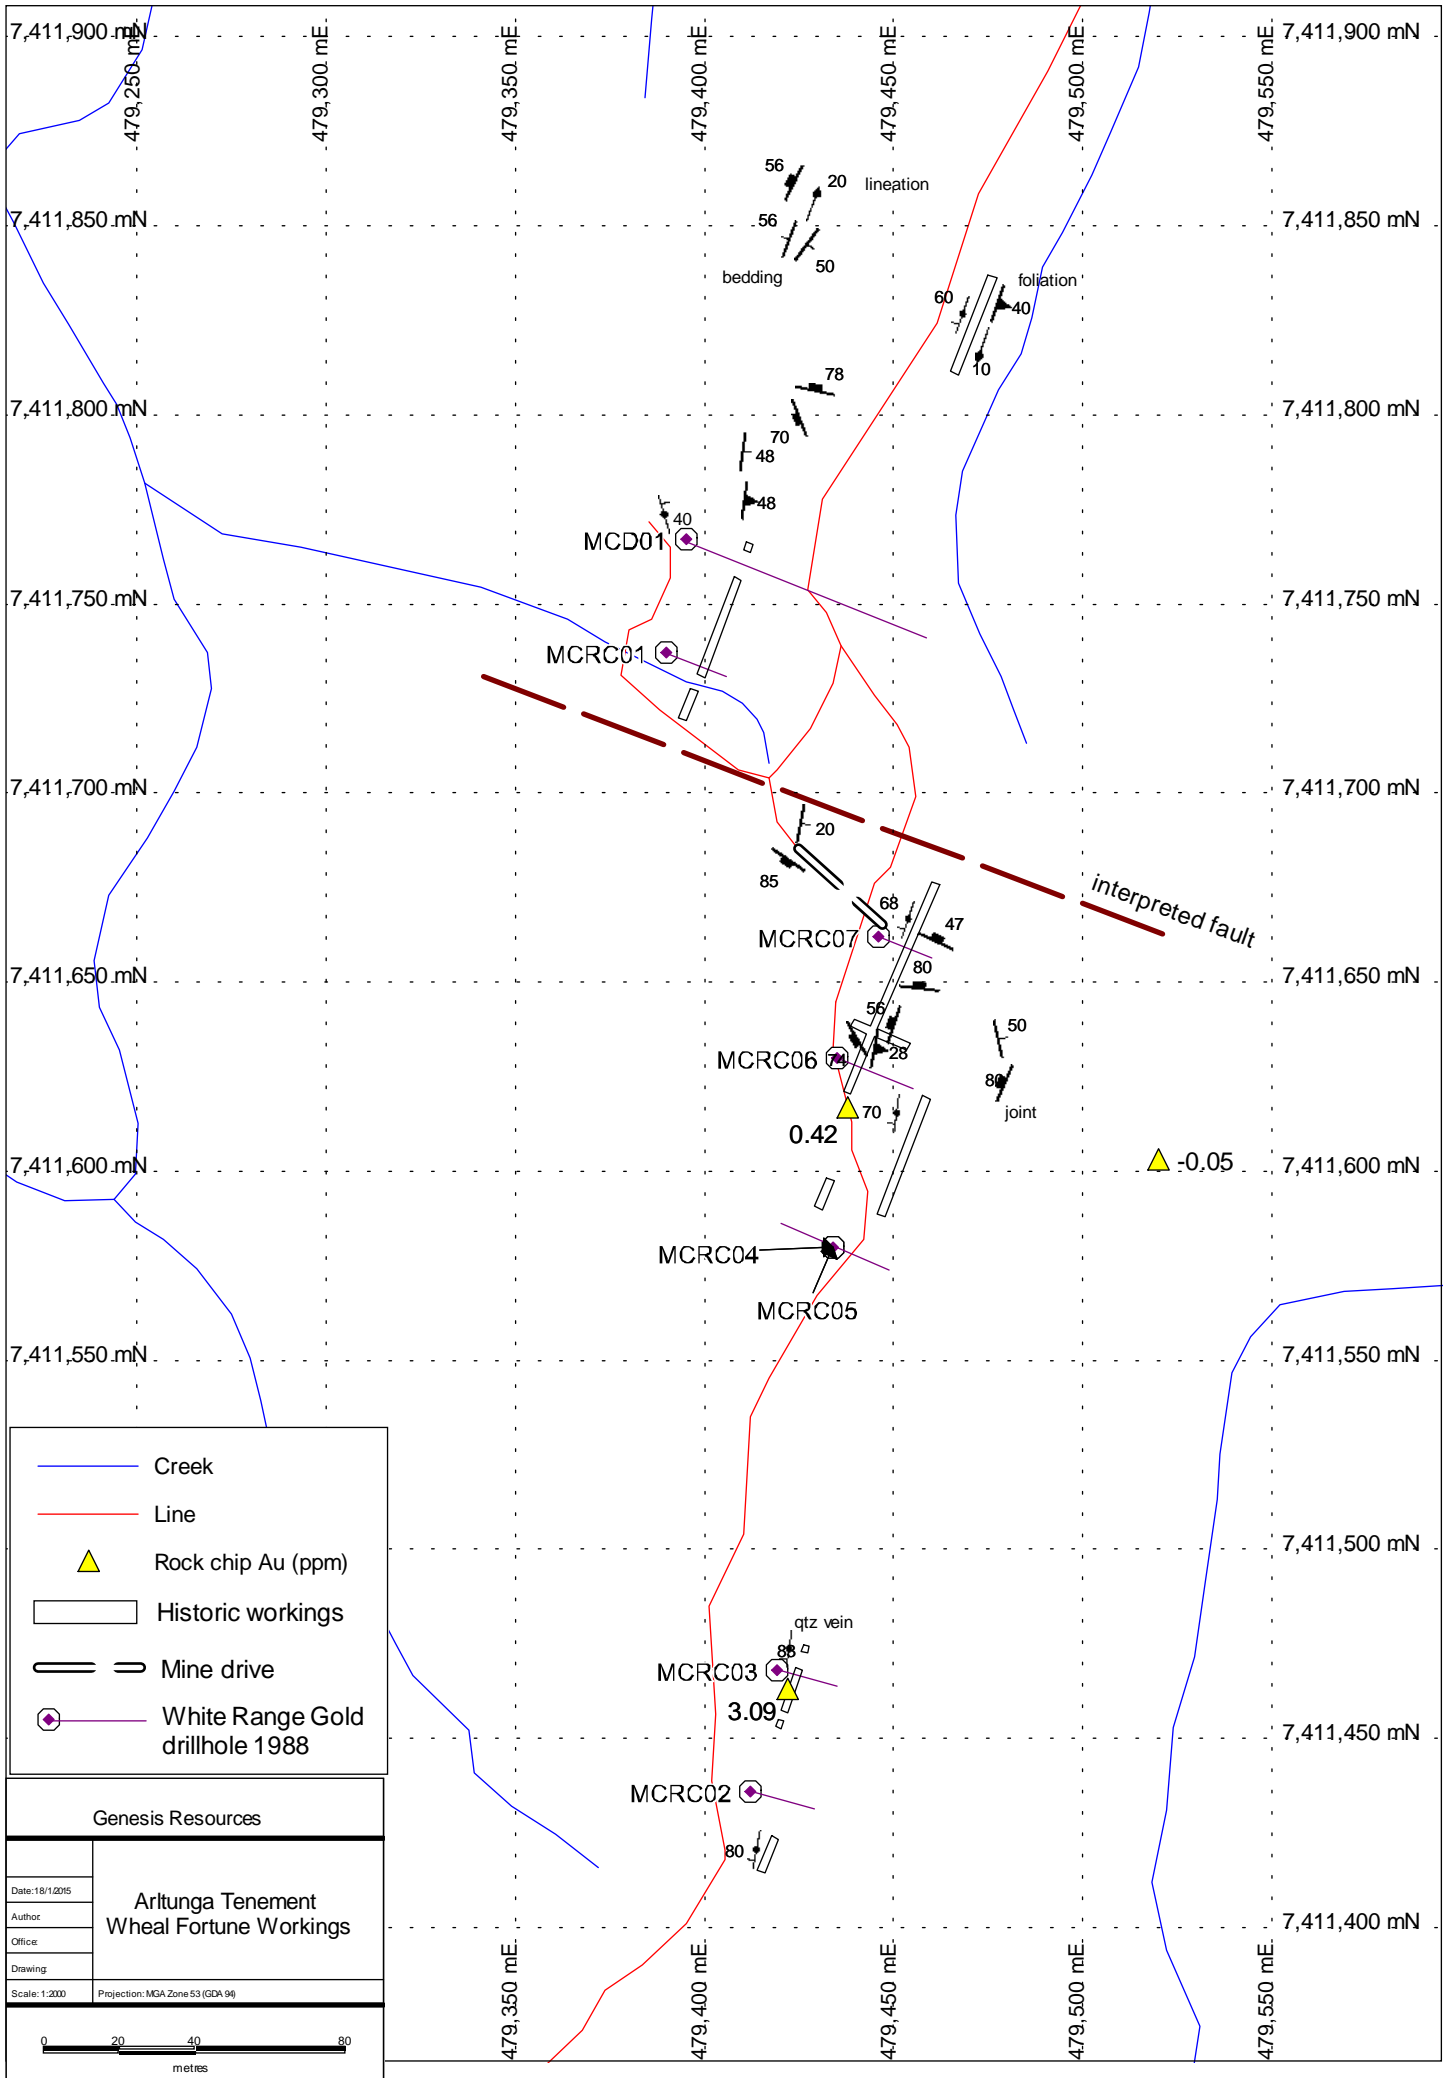 7,411,900 mN
7,411,900 mN
479,250 mE
479,300 mE
479,350 mE
479,400 mE
479,450 mE
479,500 mE
479,550 mE
56
20
lineation
7,411,850 mN
7,411,850 mN
56
50
bedding
foliation
60
40
10
78
7,411,800 mN
7,411,800 mN
70
48
48
40
MCD01
7,411,750 mN
7,411,750 mN
MCRC01
7,411,700 mN
7,411,700 mN
20
85
interpreted fault
68
47
MCRC07
80
7,411,650 mN
7,411,650 mN
56
50
28
MCRC06
74
80
joint
70
0.42
7,411,600 mN
-0.05
7,411,600 mN
MCRC04
MCRC05
7,411,550 mN
7,411,550 mN
Creek
Line
7,411,500 mN
Rock chip Au (ppm)
Historic workings
Mine drive
White Range Gold
drillhole 1988
qtz vein
88
MCRC03
3.09
7,411,450 mN
MCRC02
80
7,411,400 mN
479,350 mE
479,400 mE
479,450 mE
479,500 mE
479,550 mE
Genesis Resources
Date:18/1/2015
Author:
Office:
Drawing:
Scale: 1:2000
Arltunga Tenement
Wheal Fortune Workings
Projection: MGA Zone 53 (GDA 94)
0 20 40 80
metres